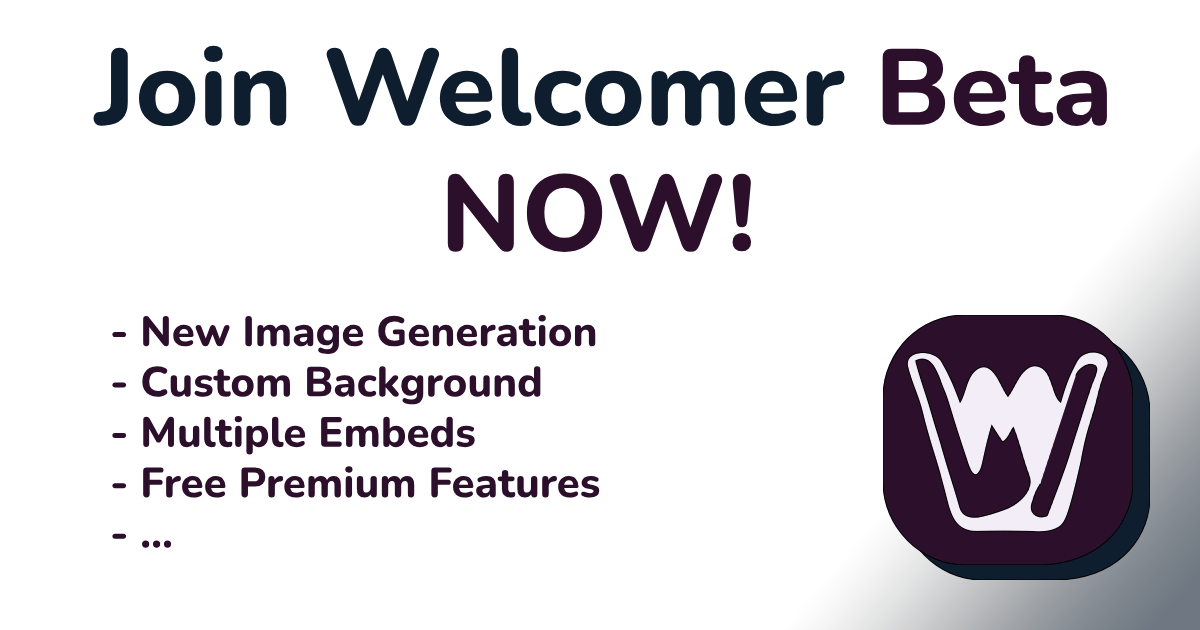 Join Welcomer Beta
NOW!
- New Image Generation
- Custom Background
- Multiple Embeds
- Free Premium Features
- ...